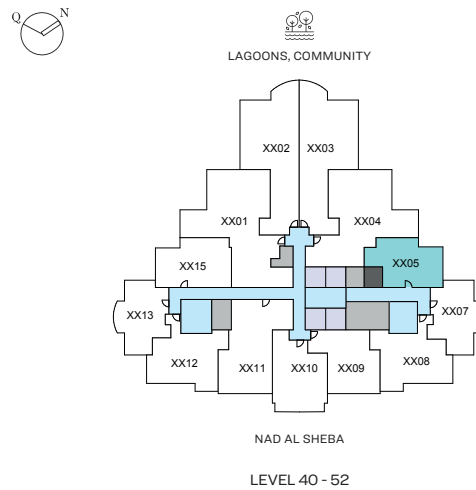 Q N
LAGOONS, COMMUNITY
XX02 XX03
XX01 XX04
XX15 XX05
XX13 XX07
XX12 XX11 XX10 XX09 XX08
NAD AL SHEBA
LEVEL 40 - 52